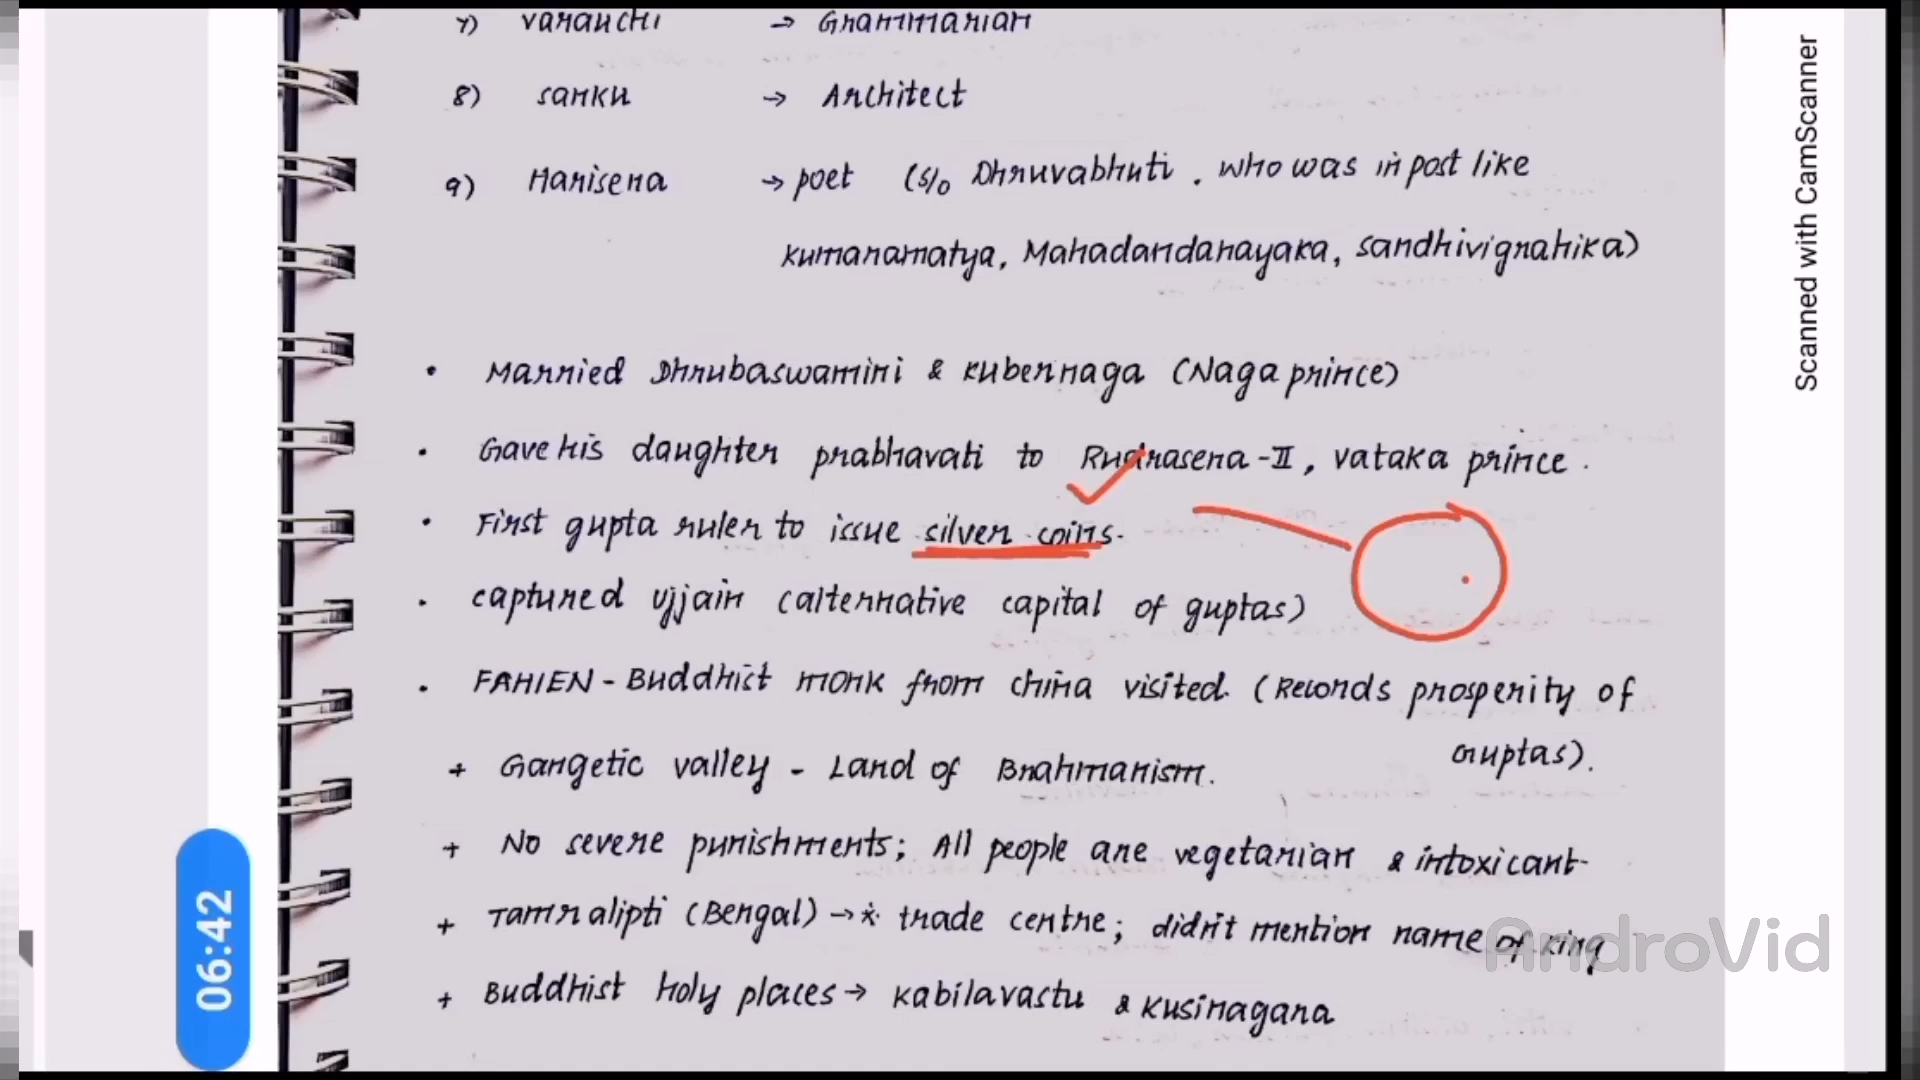 7) Vararuchi → Grammarian
8) Sanku → Architect
9) Harisena → poet (S/o Dhruvabhuti. who was in post like
kumaramatya, Mahadandanayaka, Sandhivigrahika)
• Married Dhrubaswamini & Kubernaga (Naga prince)
• Gave his daughter prabhavati to Rudrasena-II, vataka prince.
• First gupta ruler to issue silver coins.
• captured ujjain (alternative capital of guptas)
• FAHIEN - Buddhist monk from china visited (Records prosperity of
Guptas).
+ Gangetic valley - Land of Brahmanism.
+ No severe punishments; All people are vegetarian & intoxicant-
+ Tamralipti (Bengal) → * trade centre; didn't mention name of king
+ Buddhist holy places → Kabilavastu & Kusinagara
Scanned with CamScanner
06:42
AndroVid